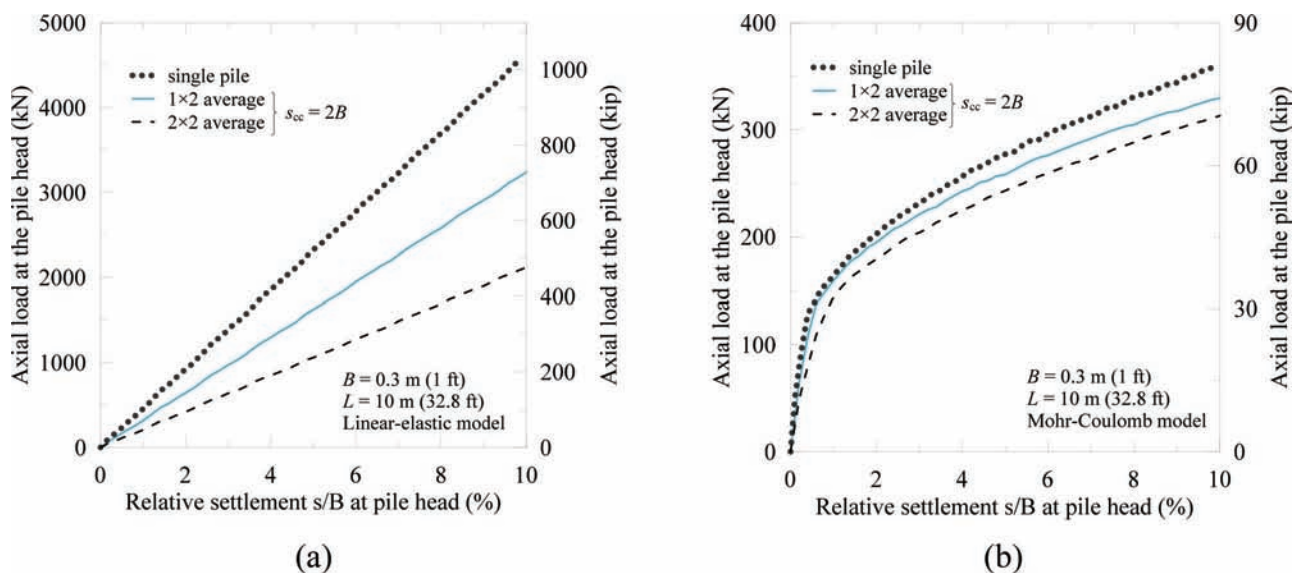 5000
4000
3000
2000
1000
0
Axial load at the pile head (kN)
single pile
1×2 average
2×2 average
s_cc = 2B
B = 0.3 m (1 ft)
L = 10 m (32.8 ft)
Linear-elastic model
1000
800
600
400
200
0
Axial load at the pile head (kip)
0 2 4 6 8 10
Relative settlement s/B at pile head (%)
(a)
400
300
200
100
0
Axial load at the pile head (kN)
single pile
1×2 average
2×2 average
s_cc = 2B
B = 0.3 m (1 ft)
L = 10 m (32.8 ft)
Mohr-Coulomb model
90
60
30
0
Axial load at the pile head (kip)
0 2 4 6 8 10
Relative settlement s/B at pile head (%)
(b)